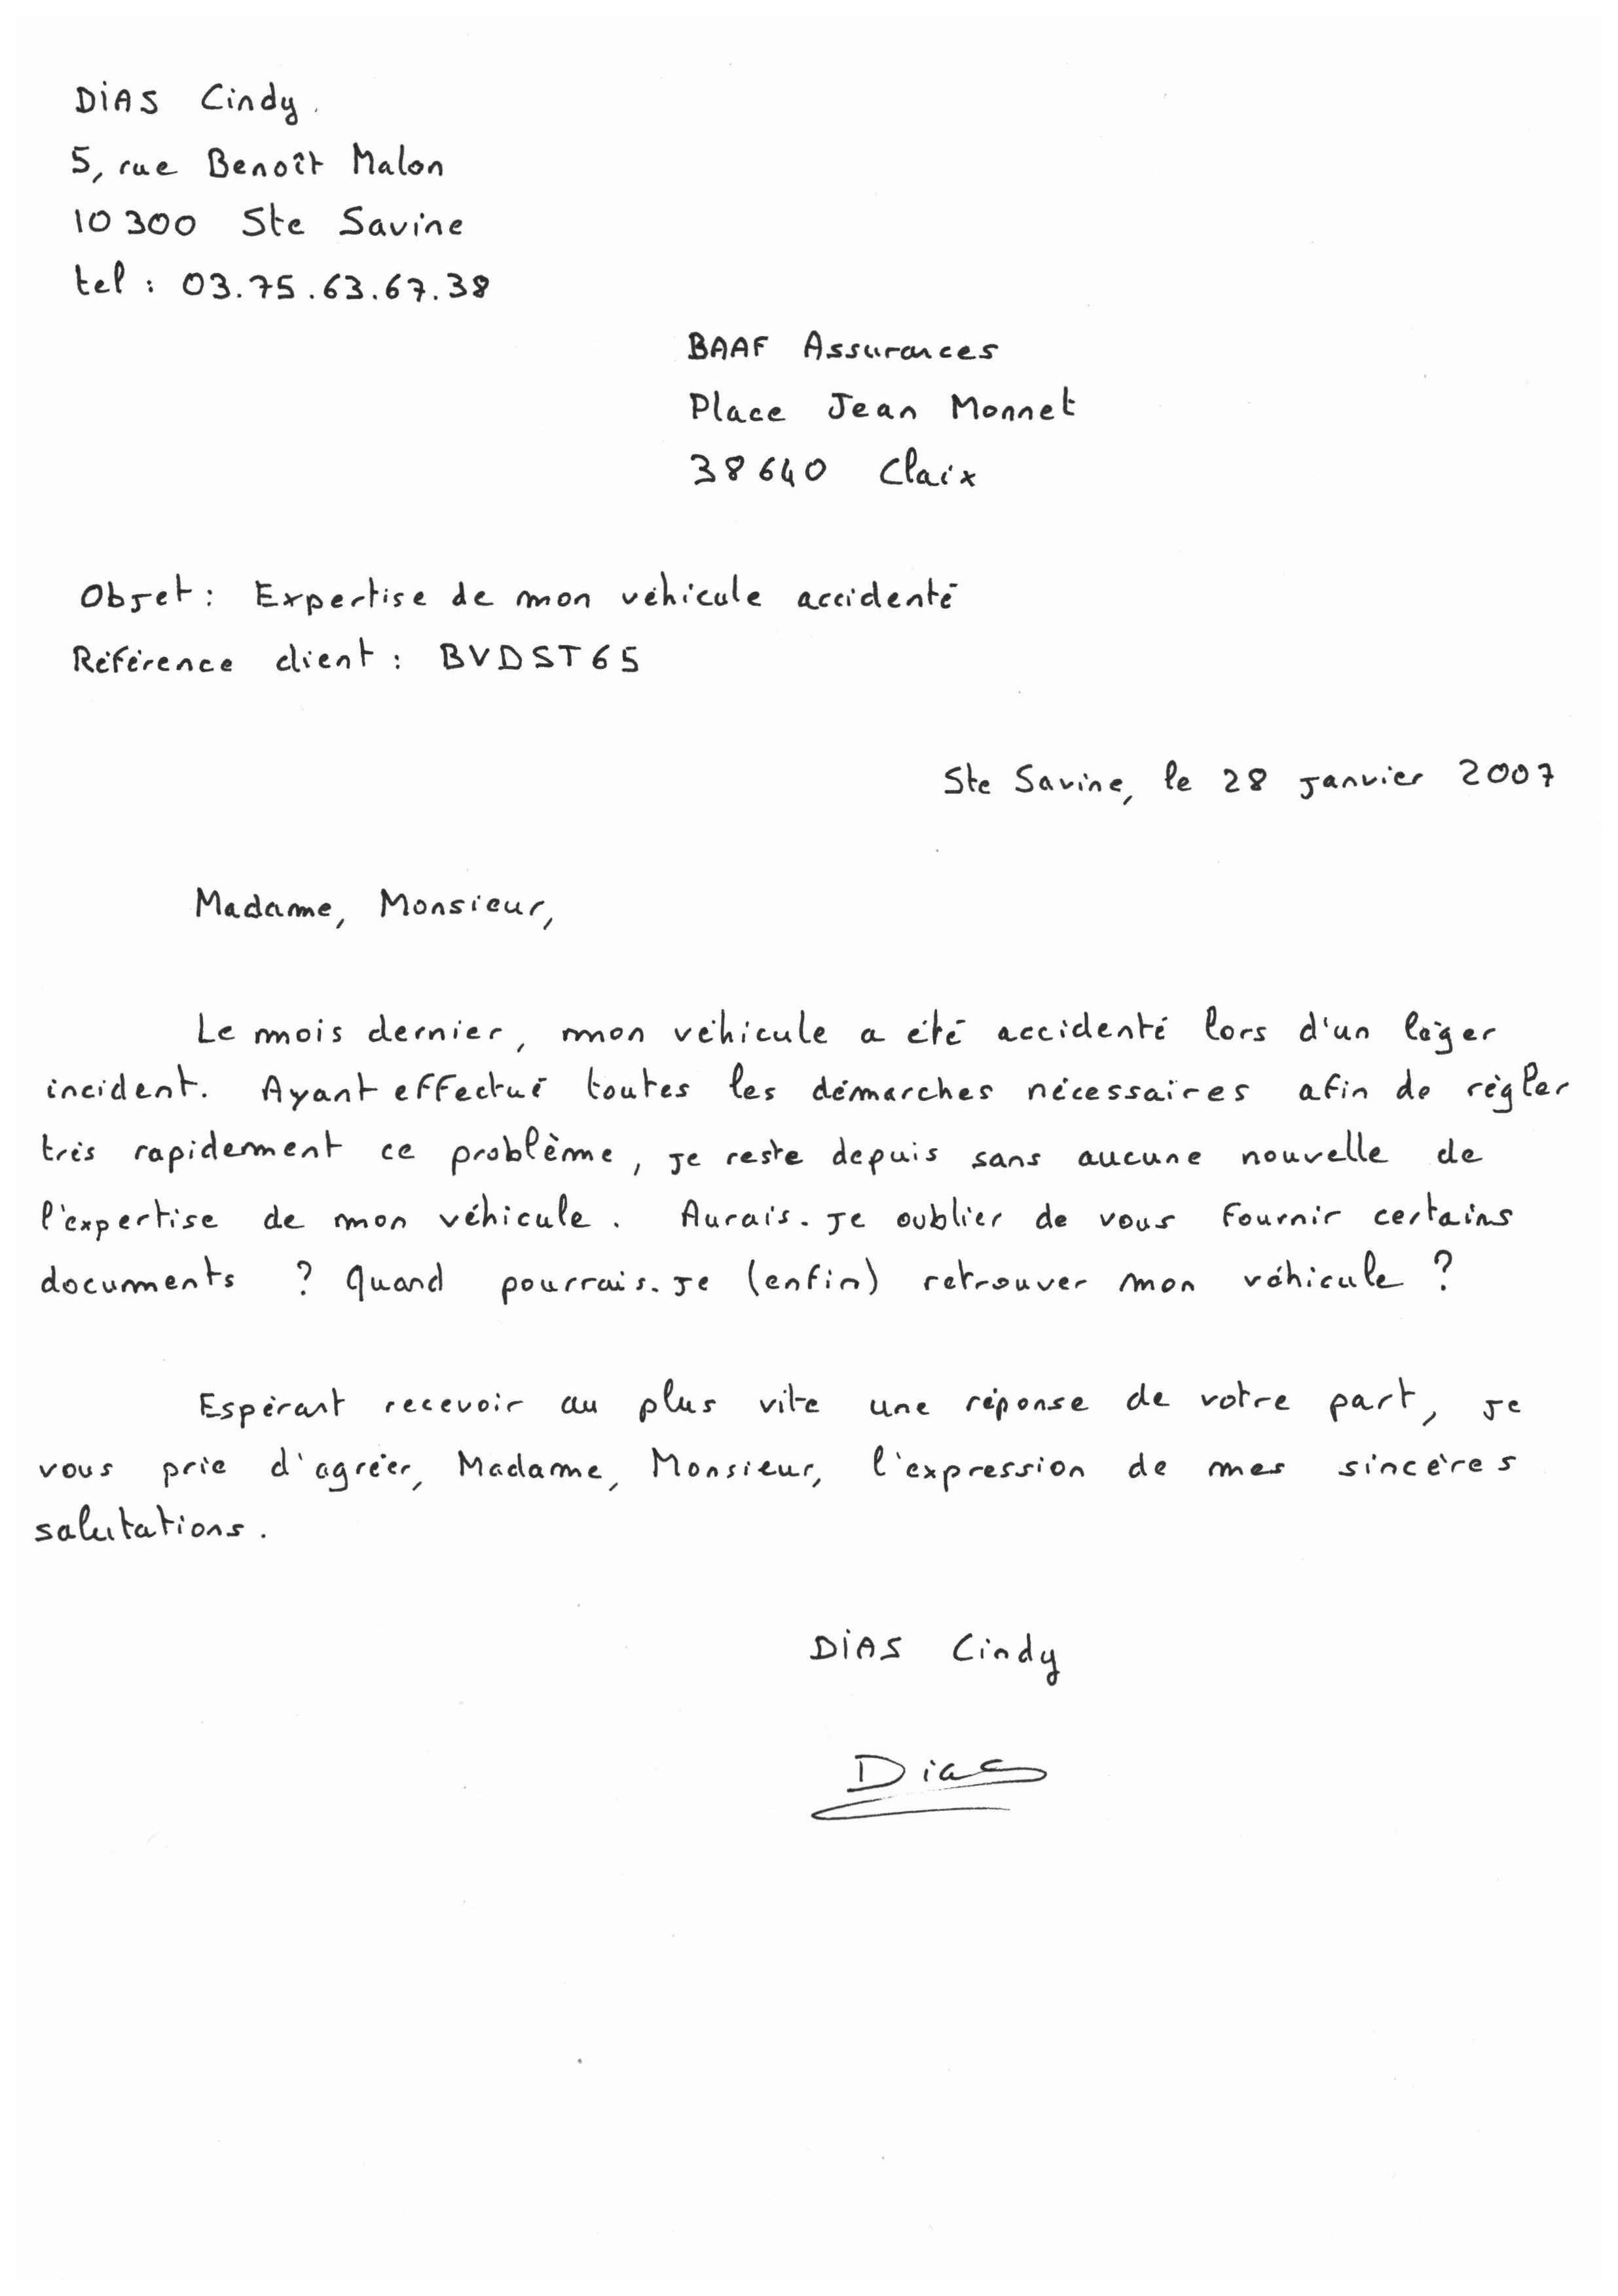 DIAS Cindy.
5, rue Benoît Malon
10 300 Ste Savine
tel : 03.75.63.67.38
BAAF Assurances
Place Jean Monnet
38 640 Claix
Objet : Expertise de mon véhicule accidenté
Référence client : BVDST65
Ste Savine, le 28 janvier 2007
Madame, Monsieur,
Le mois dernier, mon véhicule a été accidenté lors d'un léger
incident. Ayant effectué toutes les démarches nécessaires afin de régler
très rapidement ce problème, je reste depuis sans aucune nouvelle de
l'expertise de mon véhicule. Aurais-je oublier de vous fournir certains
documents ? Quand pourrais-je (enfin) retrouver mon véhicule ?
Espérant recevoir au plus vite une réponse de votre part, je
vous prie d'agréer, Madame, Monsieur, l'expression de mes sincères
salutations.
DIAS Cindy
Dias